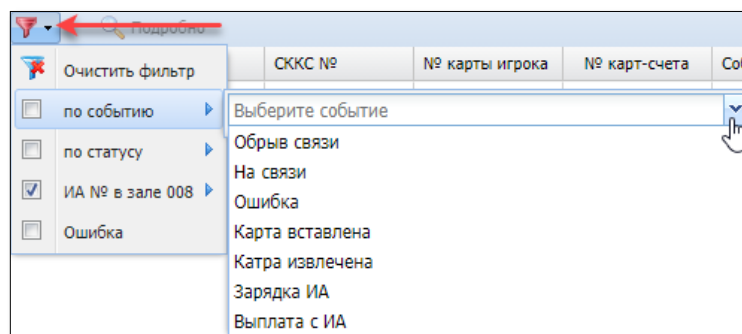 Подробно
Очистить фильтр
СККС №
№ карты игрока
№ карт-счета
по событию
Выберите событие
по статусу
Обрыв связи
На связи
ИА № в зале 008
Ошибка
Ошибка
Карта вставлена
Катра извлечена
Зарядка ИА
Выплата с ИА